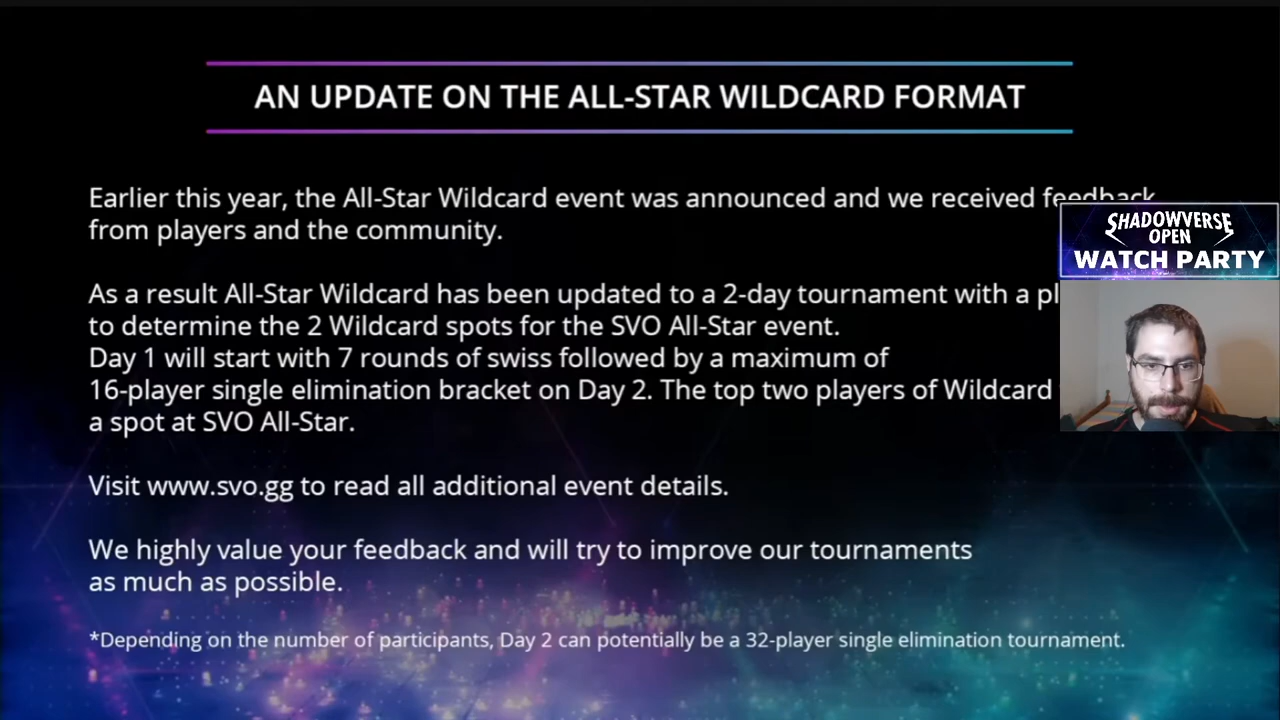 AN UPDATE ON THE ALL-STAR WILDCARD FORMAT
Earlier this year, the All-Star Wildcard event was announced and we received feedback
from players and the community.
As a result All-Star Wildcard has been updated to a 2-day tournament with a
to determine the 2 Wildcard spots for the SVO All-Star event.
Day 1 will start with 7 rounds of swiss followed by a maximum of
16-player single elimination bracket on Day 2. The top two players of Wildcard
a spot at SVO All-Star.
Visit www.svo.gg to read all additional event details.
We highly value your feedback and will try to improve our tournaments
as much as possible.
*Depending on the number of participants, Day 2 can potentially be a 32-player single elimination tournament.
SHADOWVERSE
OPEN
WATCH PARTY